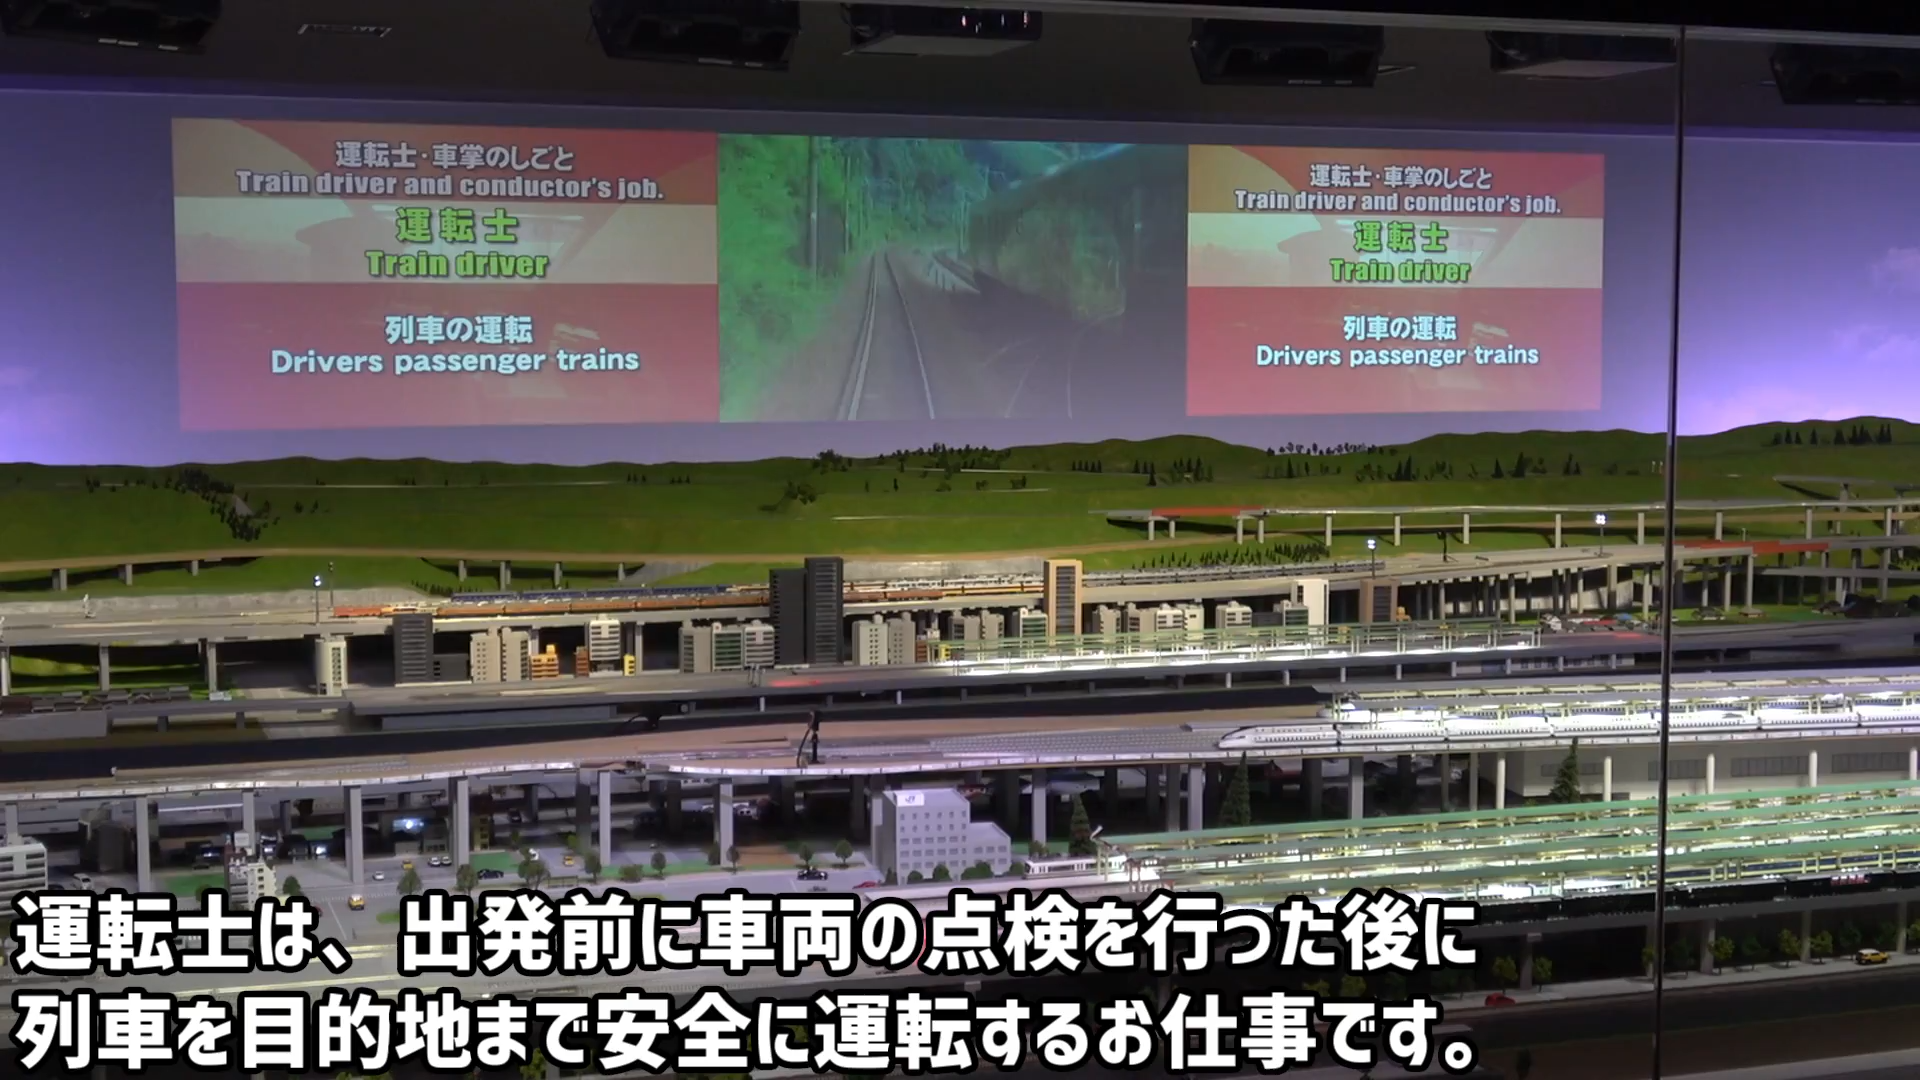 運転士・車掌のしごと
Train driver and conductor's job.
運転士
Train driver
列車の運転
Drivers passenger trains
運転士・車掌のしごと
Train driver and conductor's job.
運転士
Train driver
列車の運転
Drivers passenger trains
運転士は、出発前に車両の点検を行った後に
列車を目的地まで安全に運転するお仕事です。